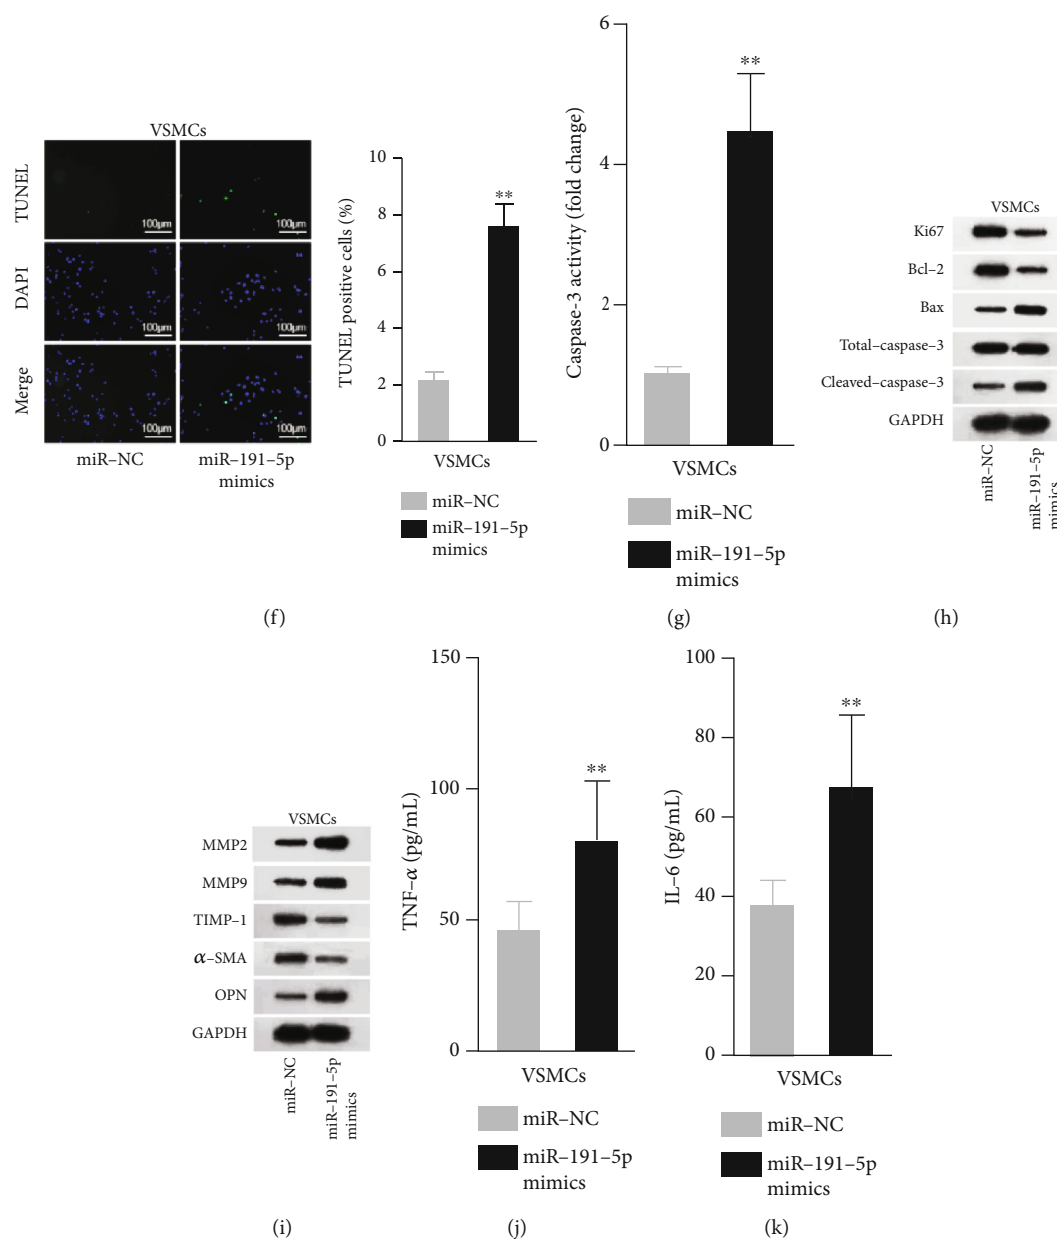 VSMCs
TUNEL
100μm
100μm
DAPI
100μm
100μm
Merge
100μm
100μm
miR–NC
miR–191–5p
mimics
10
8
6
4
2
0
TUNEL positive cells (%)
**
VSMCs
miR–NC
miR–191–5p
mimics
(f)
6
4
2
0
Caspase-3 activity (fold change)
**
VSMCs
miR–NC
miR–191–5p
mimics
(g)
VSMCs
Ki67
Bcl–2
Bax
Total–caspase–3
Cleaved–caspase–3
GAPDH
miR–NC
miR–191–5p
mimics
(h)
VSMCs
MMP2
MMP9
TIMP–1
α–SMA
OPN
GAPDH
miR–NC
miR–191–5p
mimics
(i)
150
100
50
0
TNF–α (pg/mL)
**
VSMCs
miR–NC
miR–191–5p
mimics
(j)
100
80
60
40
20
0
IL–6 (pg/mL)
**
VSMCs
miR–NC
miR–191–5p
mimics
(k)